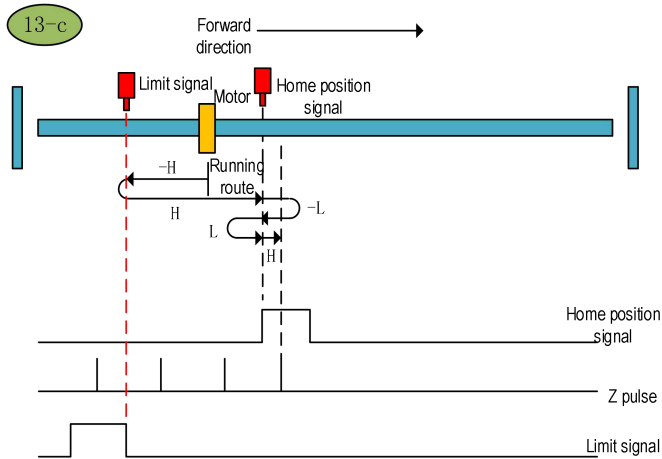 13-c
Forward
direction
Limit signal
Home position
signal
Motor
-H
Running
route
H
-L
L
H
Home position
signal
Z pulse
Limit signal